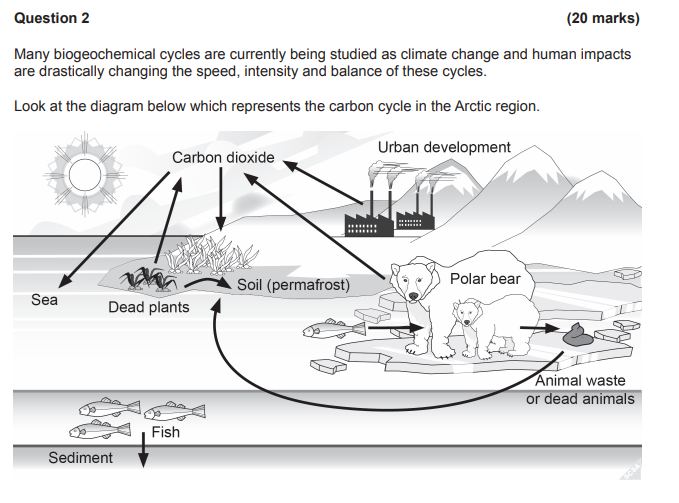 Question 2 (20 marks)
Many biogeochemical cycles are currently being studied as climate change and human impacts
are drastically changing the speed, intensity and balance of these cycles.
Look at the diagram below which represents the carbon cycle in the Arctic region.
Urban development
Carbon dioxide
Polar bear
Soil (permafrost)
Sea
Dead plants
Animal waste
or dead animals
Fish
Sediment